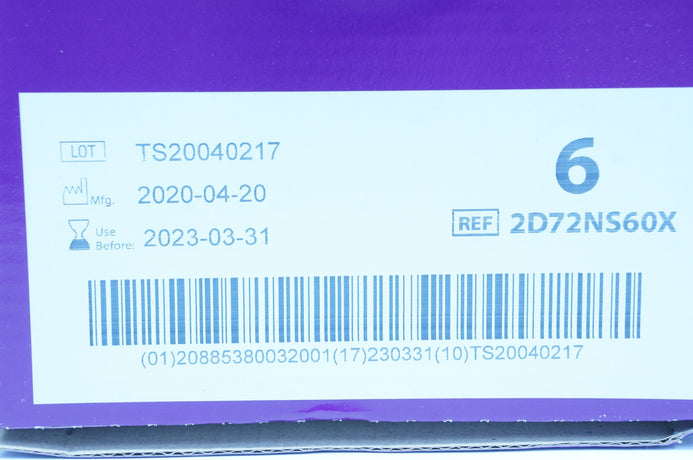 LOT TS20040217
Mfg. 2020-04-20
Use Before: 2023-03-31
6
REF 2D72NS60X
(01)20885380032001(17)230331(10)TS20040217